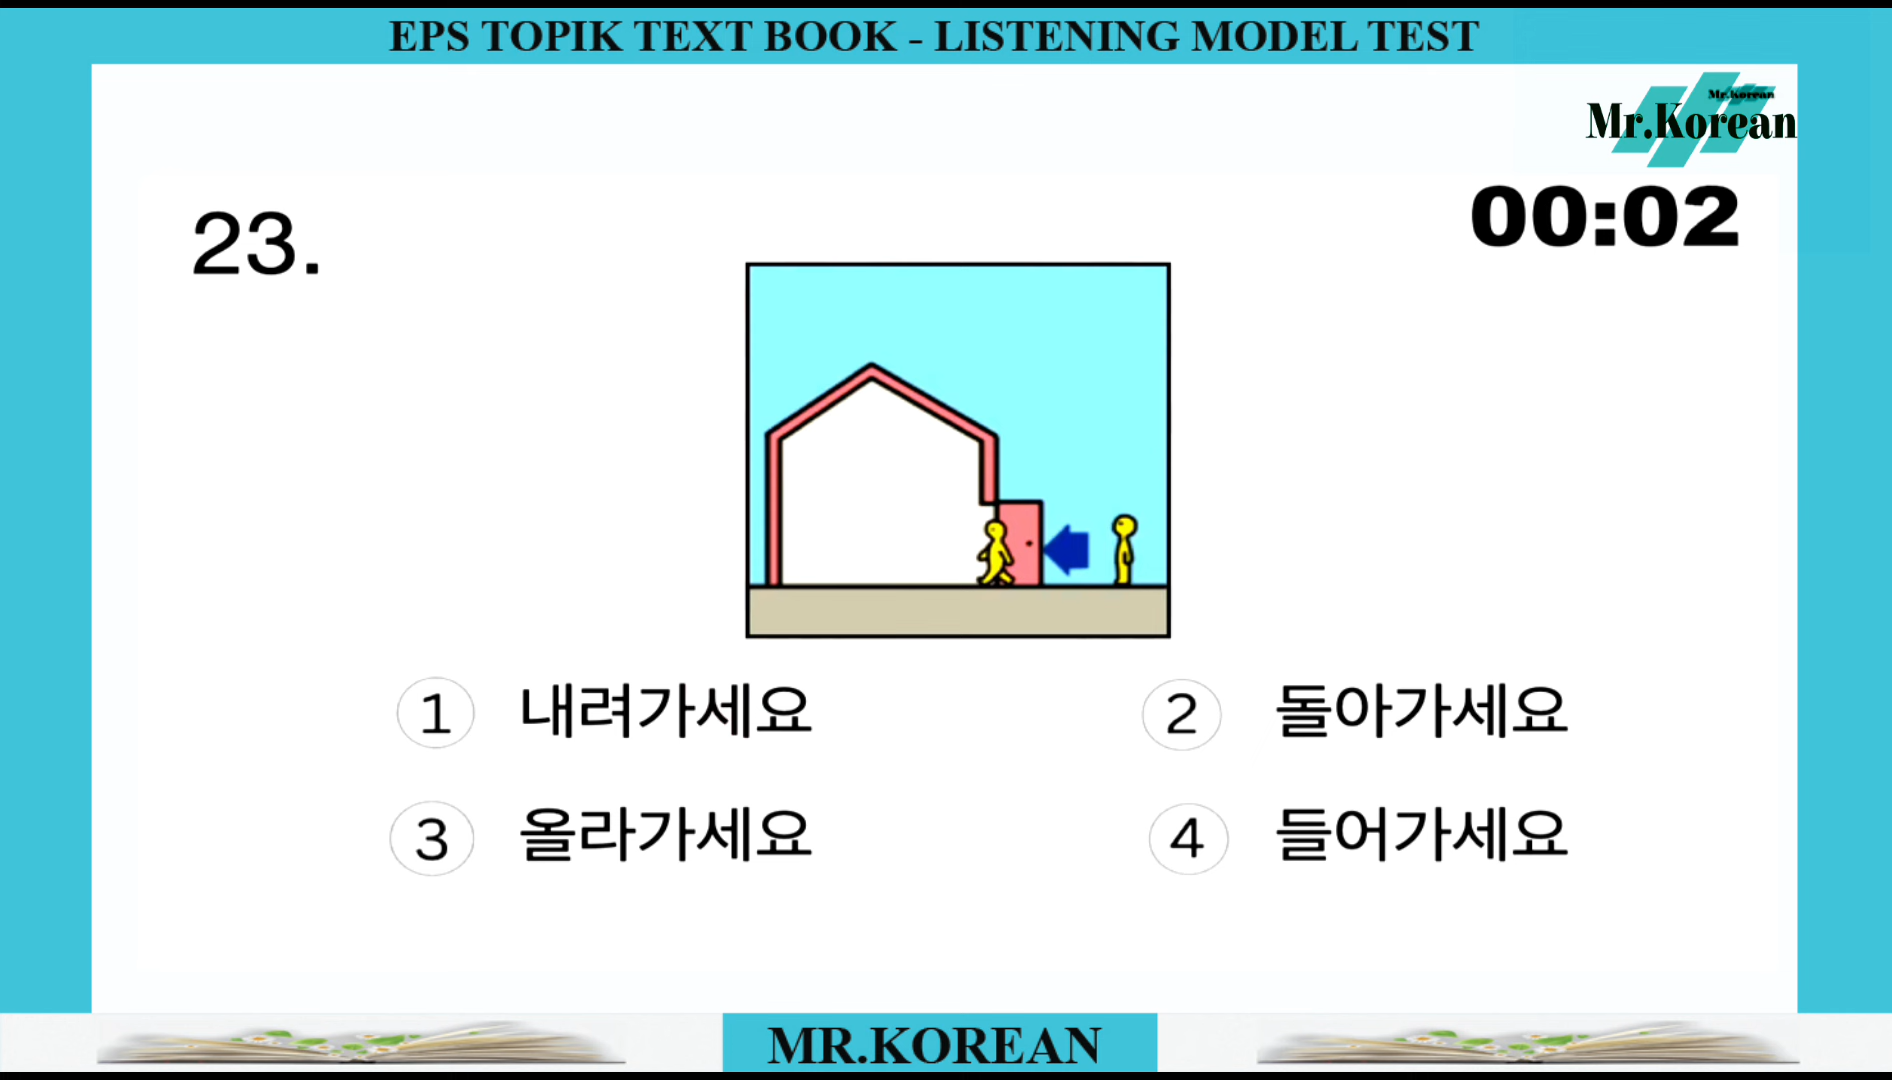 EPS TOPIK TEXT BOOK - LISTENING MODEL TEST
Mr.Korean
Mr.Korean
00:02
23.
1 내려가세요
2 돌아가세요
3 올라가세요
4 들어가세요
MR.KOREAN